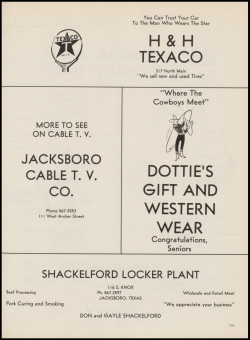 TEXACO
You Can Trust Your Car
To The Man Who Wears The Star
H & H
TEXACO
217 North Main
"We sell new and used Tires"
MORE TO SEE
ON CABLE T. V.
JACKSBORO
CABLE T. V.
CO.
Phone 567-3583
111 West Archer Street
"Where The
Cowboys Meet"
DOTTIE'S
GIFT AND
WESTERN
WEAR
Congratulations,
Seniors
SHACKELFORD LOCKER PLANT
116 S. KNOX
Beef Processing
Ph. 567-2897
Wholesale and Retail Meat
JACKSBORO, TEXAS
Pork Curing and Smoking
"We appreciate your business"
DON and GAYLE SHACKELFORD